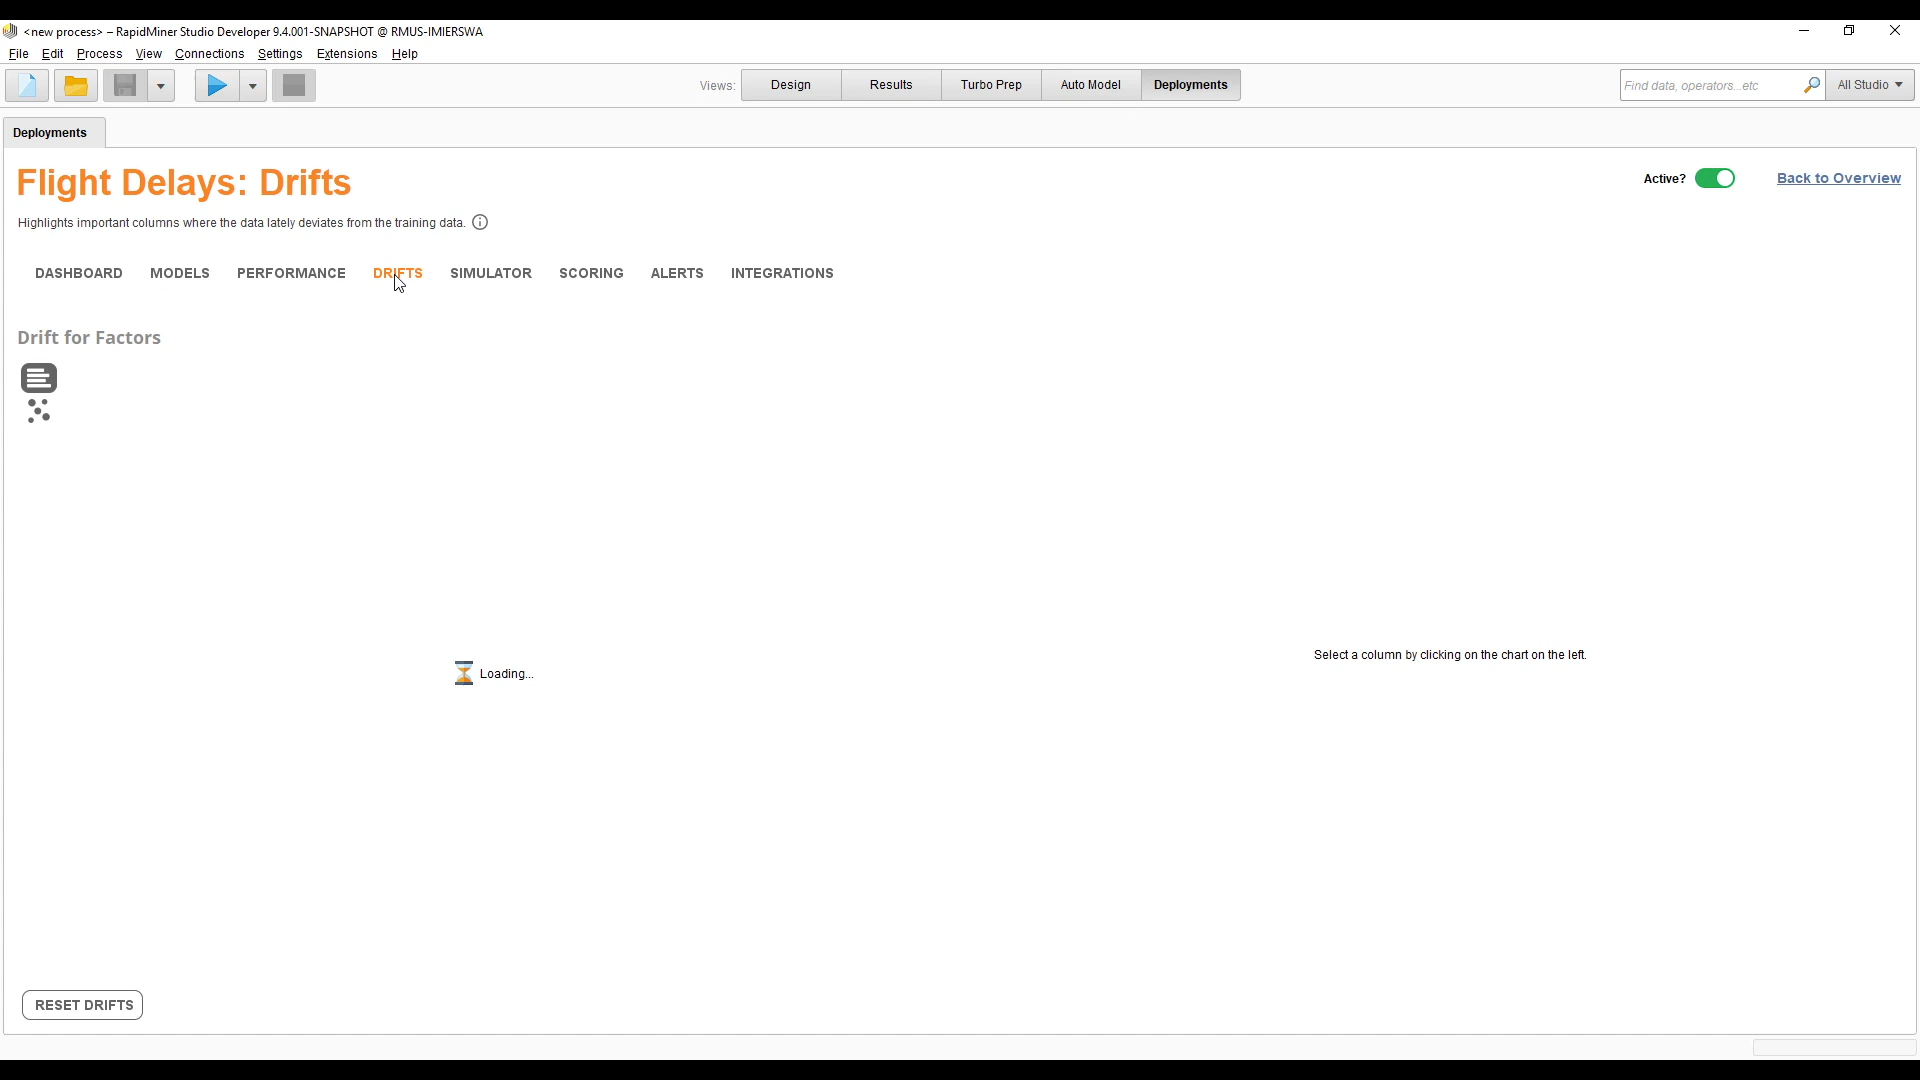 <new process> – RapidMiner Studio Developer 9.4.001-SNAPSHOT @ RMUS-IMIERSWA
File Edit Process View Connections Settings Extensions Help
Views: Design Results Turbo Prep Auto Model Deployments
Find data, operators...etc All Studio
Deployments
Flight Delays: Drifts
Active? Back to Overview
Highlights important columns where the data lately deviates from the training data.
DASHBOARD MODELS PERFORMANCE DRIFTS SIMULATOR SCORING ALERTS INTEGRATIONS
Drift for Factors
Loading...
Select a column by clicking on the chart on the left.
RESET DRIFTS